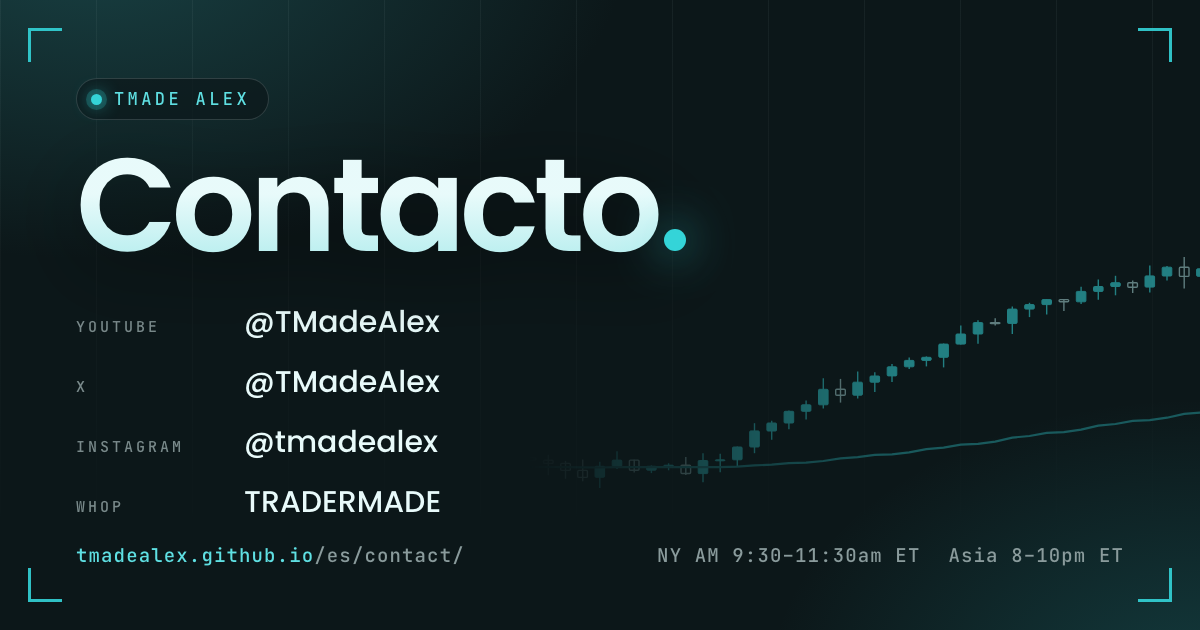 TMADE ALEX
Contacto.
YOUTUBE @TMadeAlex
X @TMadeAlex
INSTAGRAM @tmadealex
WHOP TRADERMADE
tmadealex.github.io/es/contact/ NY AM 9:30–11:30am ET Asia 8–10pm ET